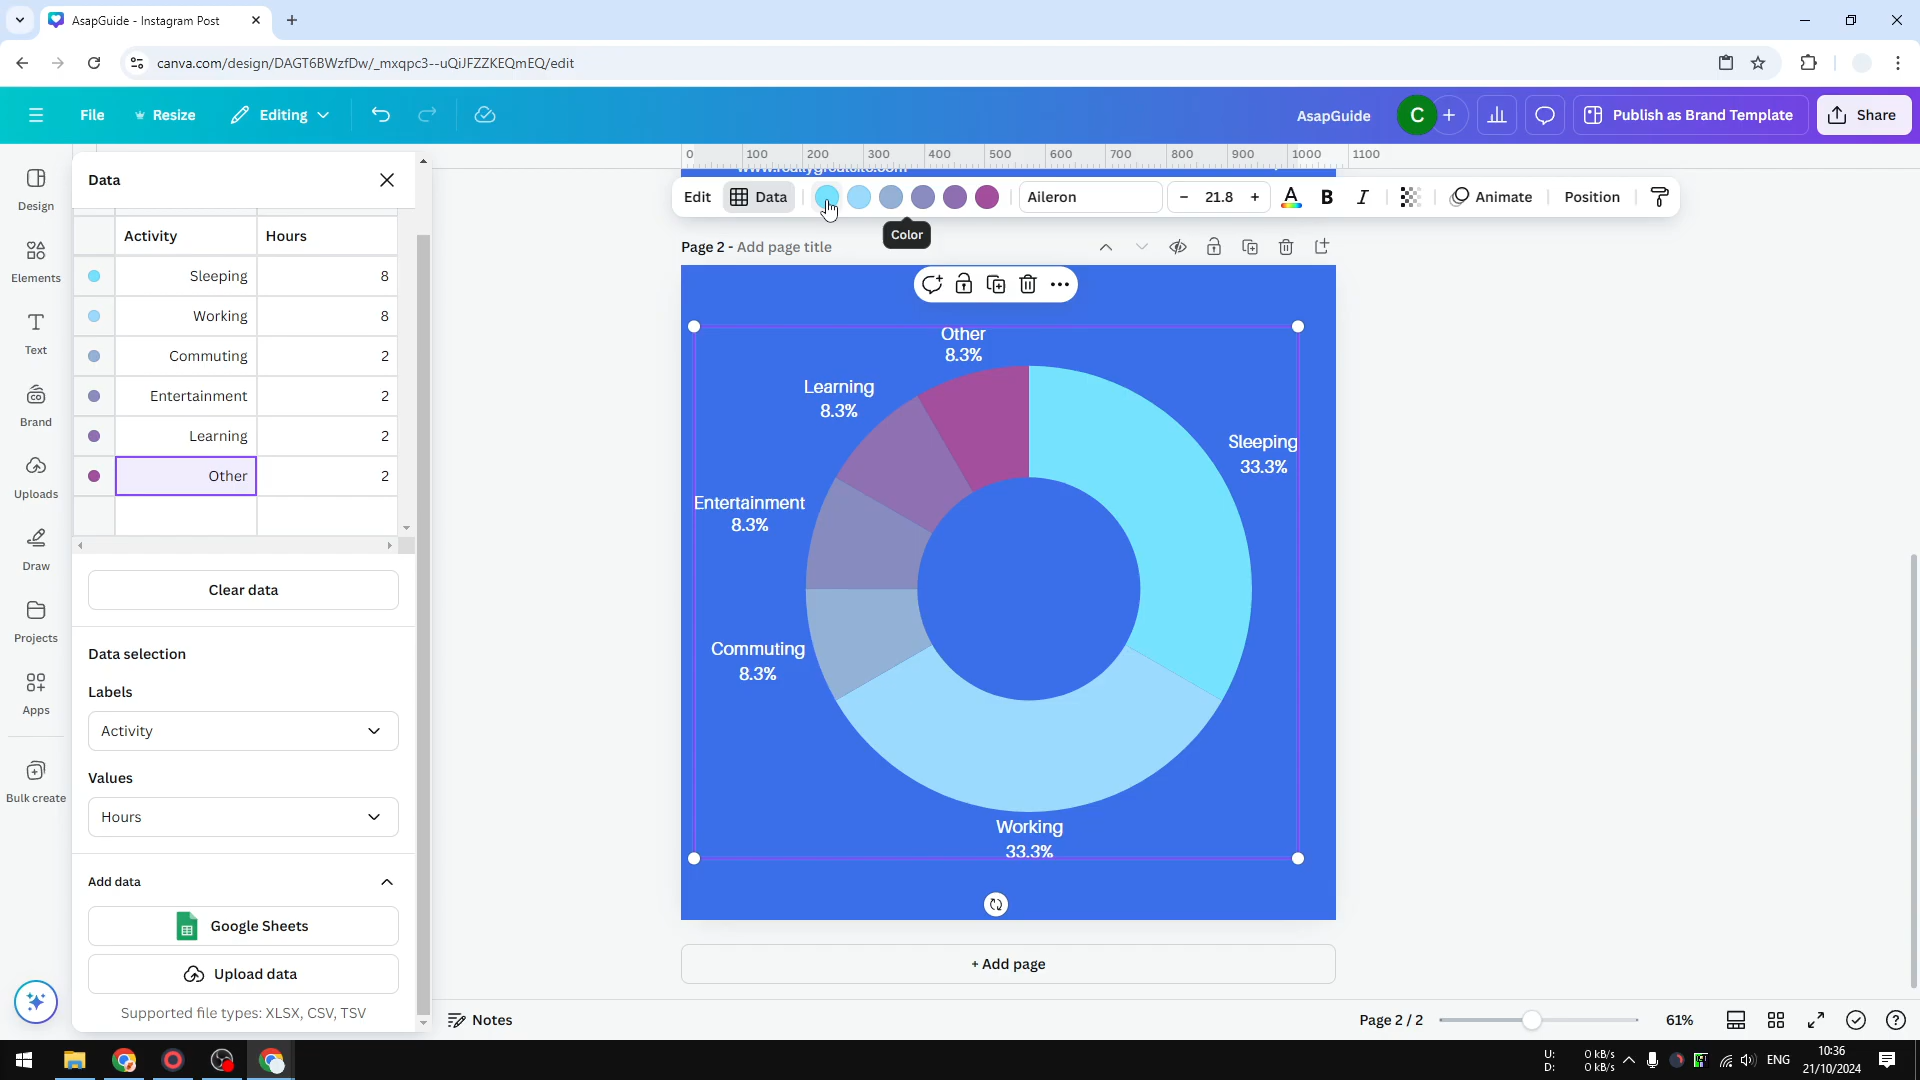 AsapGuide - Instagram Post
canva.com/design/DAGT6BWzfDw/_mxqpc3--uQiJFZZKEQmEQ/edit
File
Resize
Editing
AsapGuide
C
Publish as Brand Template
Share
0 100 200 300 400 500 600 700 800 900 1000 1100
www.reallygreatsite.com
Edit
Data
Aileron
– 21.8 +
A
B
I
Animate
Position
Color
Design
Elements
Text
Brand
Uploads
Draw
Projects
Apps
Bulk create
Data
Activity Hours
Sleeping 8
Working 8
Commuting 2
Entertainment 2
Learning 2
Other 2
Clear data
Data selection
Labels
Activity
Values
Hours
Add data
Google Sheets
Upload data
Supported file types: XLSX, CSV, TSV
Page 2 - Add page title
Other
8.3%
Learning
8.3%
Sleeping
33.3%
Entertainment
8.3%
Commuting
8.3%
Working
33.3%
+ Add page
Notes
Page 2 / 2
61%
U: 0 kB/s
D: 0 kB/s
ENG
10:36
21/10/2024